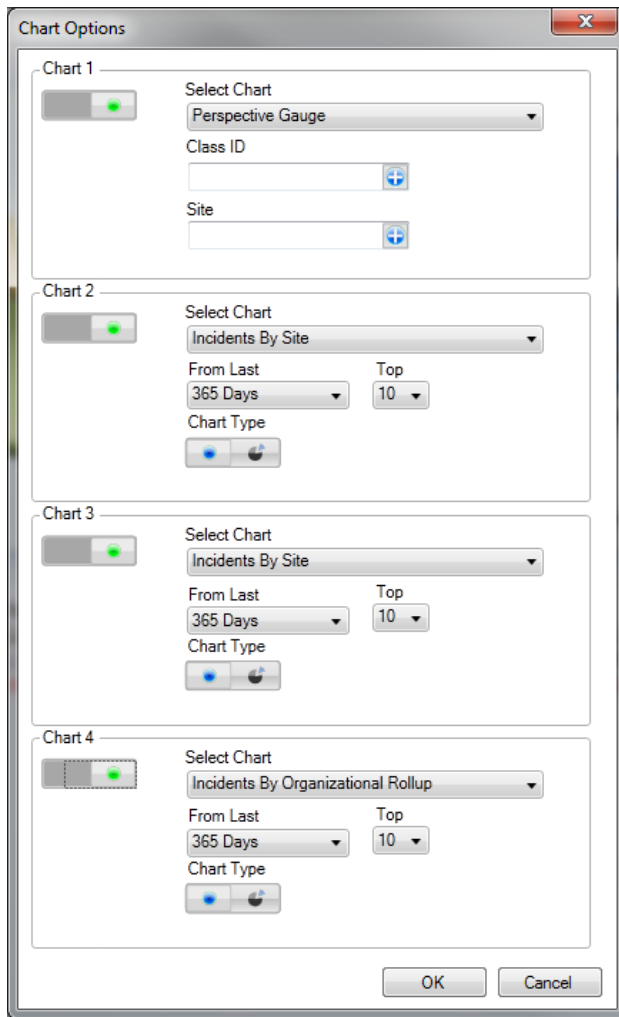 Chart Options
Chart 1
Select Chart
Perspective Gauge
Class ID
Site
Chart 2
Select Chart
Incidents By Site
From Last Top
365 Days 10
Chart Type
Chart 3
Select Chart
Incidents By Site
From Last Top
365 Days 10
Chart Type
Chart 4
Select Chart
Incidents By Organizational Rollup
From Last Top
365 Days 10
Chart Type
OK Cancel